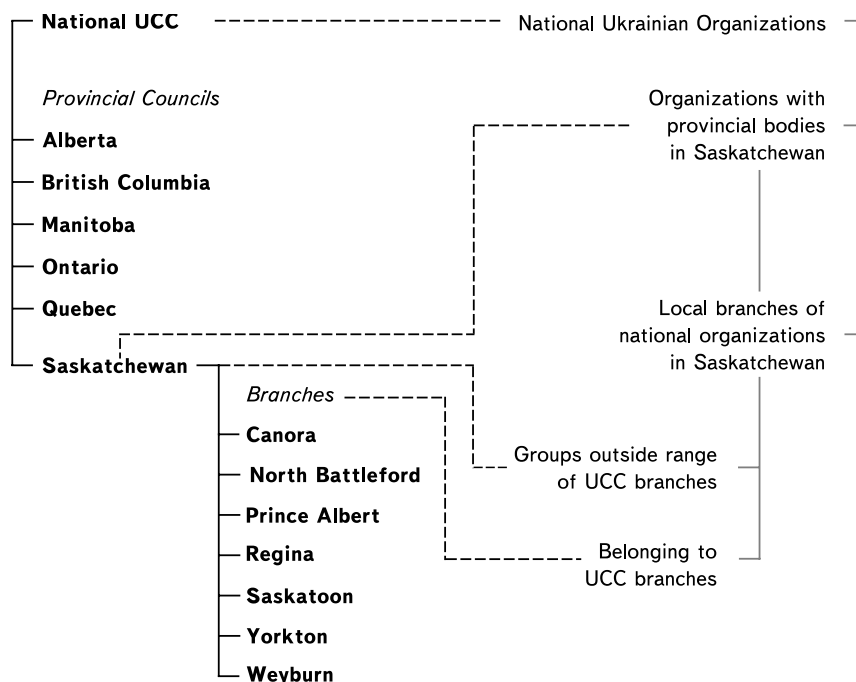 National UCC
National Ukrainian Organizations
Provincial Councils
Organizations with
provincial bodies
in Saskatchewan
Alberta
British Columbia
Manitoba
Ontario
Quebec
Local branches of
national organizations
in Saskatchewan
Saskatchewan
Branches
Canora
North Battleford
Prince Albert
Regina
Saskatoon
Yorkton
Weyburn
Groups outside range
of UCC branches
Belonging to
UCC branches